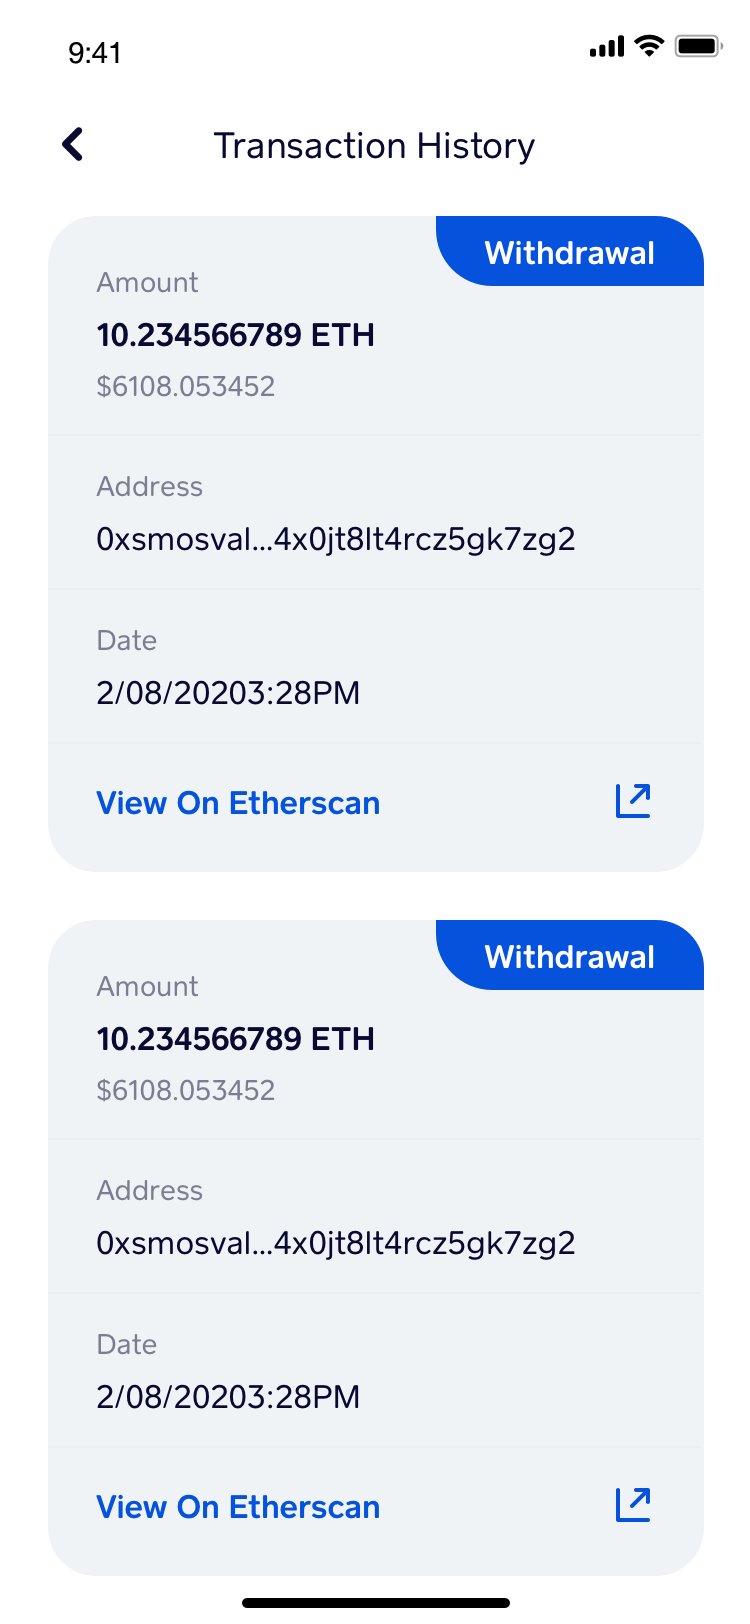 9:41
Transaction History
Withdrawal
Amount
10.234566789 ETH
$6108.053452
Address
0xsmosval...4x0jt8lt4rcz5gk7zg2
Date
2/08/20203:28PM
View On Etherscan
Withdrawal
Amount
10.234566789 ETH
$6108.053452
Address
0xsmosval...4x0jt8lt4rcz5gk7zg2
Date
2/08/20203:28PM
View On Etherscan